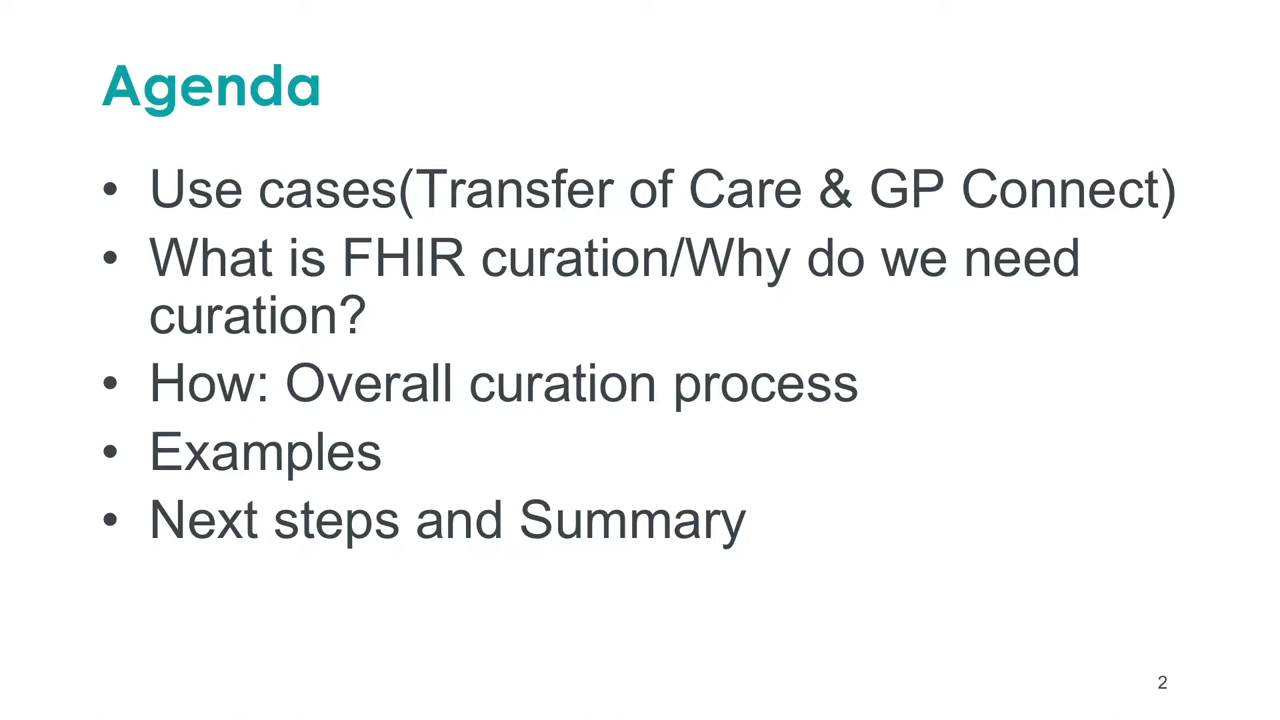 Agenda
• Use cases(Transfer of Care & GP Connect)
• What is FHIR curation/Why do we need
curation?
• How: Overall curation process
• Examples
• Next steps and Summary
2